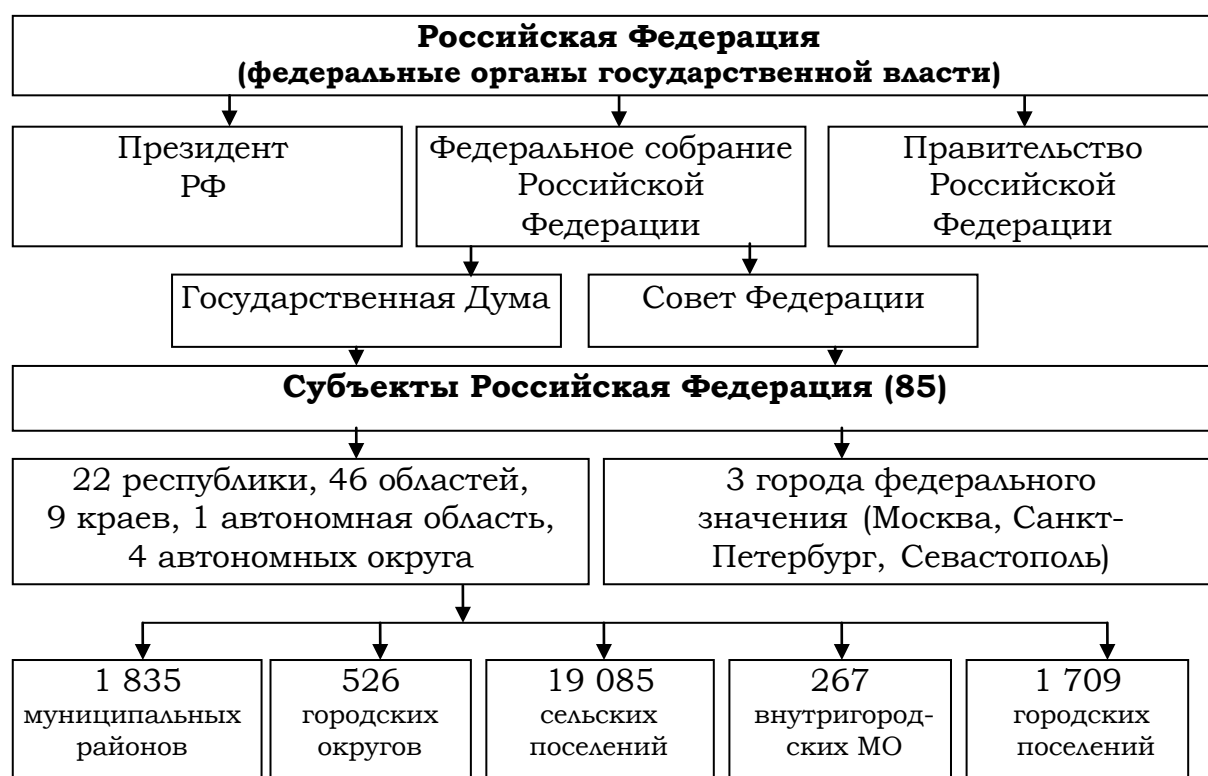 Российская Федерация
(федеральные органы государственной власти)
Президент
РФ
Федеральное собрание
Российской
Федерации
Правительство
Российской
Федерации
Государственная Дума
Совет Федерации
Субъекты Российская Федерация (85)
22 республики, 46 областей,
9 краев, 1 автономная область,
4 автономных округа
3 города федерального
значения (Москва, Санкт-
Петербург, Севастополь)
1 835
муниципальных
районов
526
городских
округов
19 085
сельских
поселений
267
внутригород-
ских МО
1 709
городских
поселений